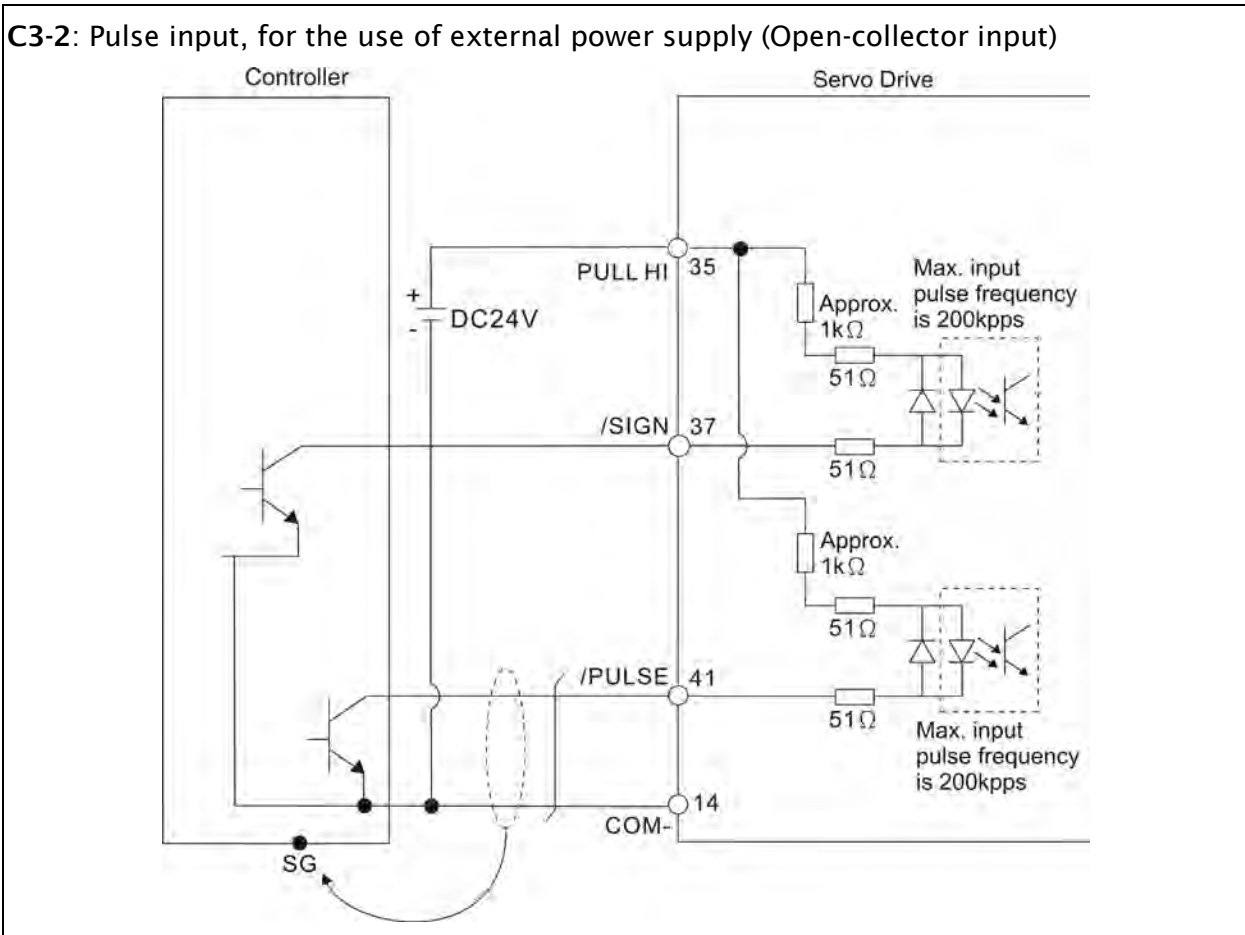 C3-2: Pulse input, for the use of external power supply (Open-collector input)
Controller
Servo Drive
PULL HI
35
Max. input
pulse frequency
is 200kpps
Approx.
1kΩ
+
-
DC24V
51Ω
/SIGN
37
51Ω
Approx.
1kΩ
51Ω
/PULSE
41
51Ω
Max. input
pulse frequency
is 200kpps
14
COM-
SG